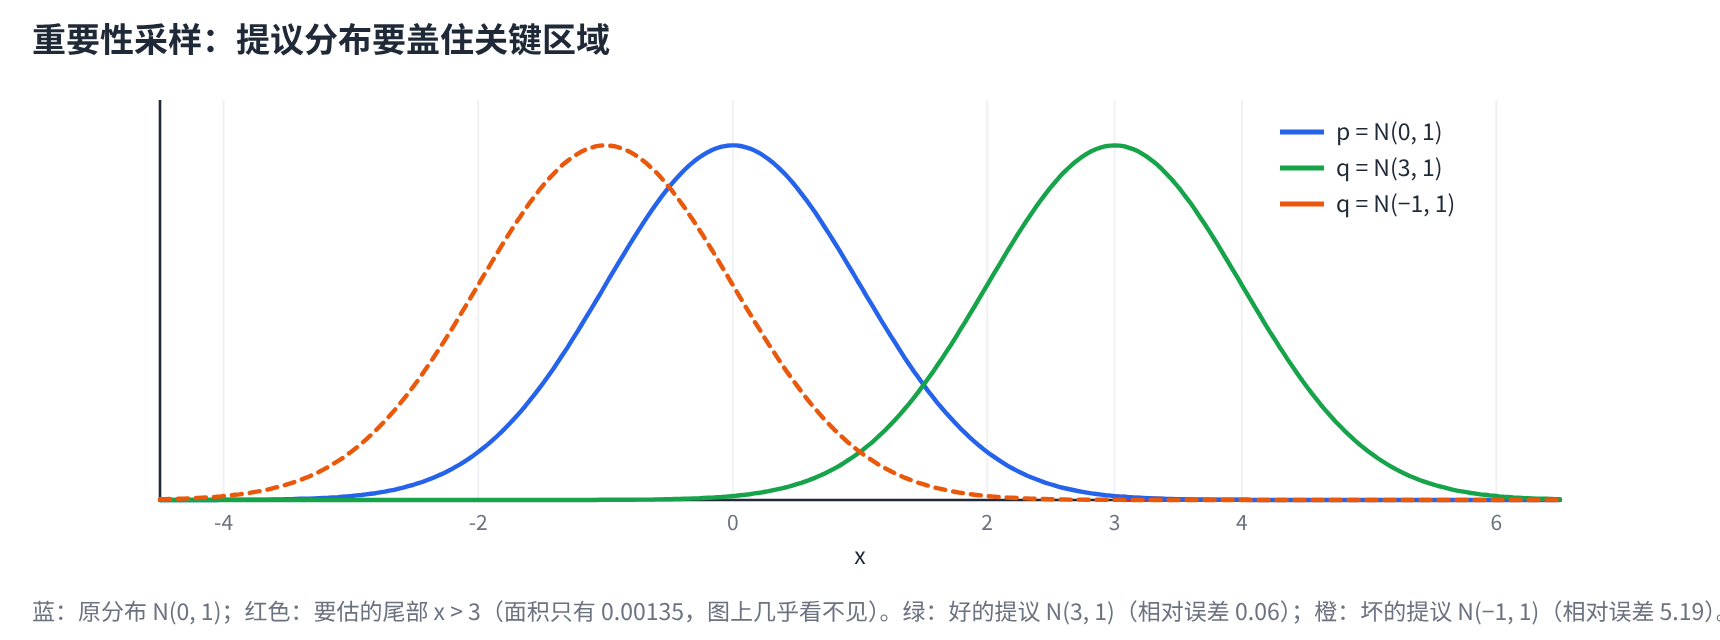 重要性采样：提议分布要盖住关键区域
p = N(0, 1)
q = N(3, 1)
q = N(−1, 1)
-4 -2 0 2 3 4 6
x
蓝：原分布 N(0, 1)；红色：要估的尾部 x > 3（面积只有 0.00135，图上几乎看不见）。绿：好的提议 N(3, 1)（相对误差 0.06）；橙：坏的提议 N(−1, 1)（相对误差 5.19）。